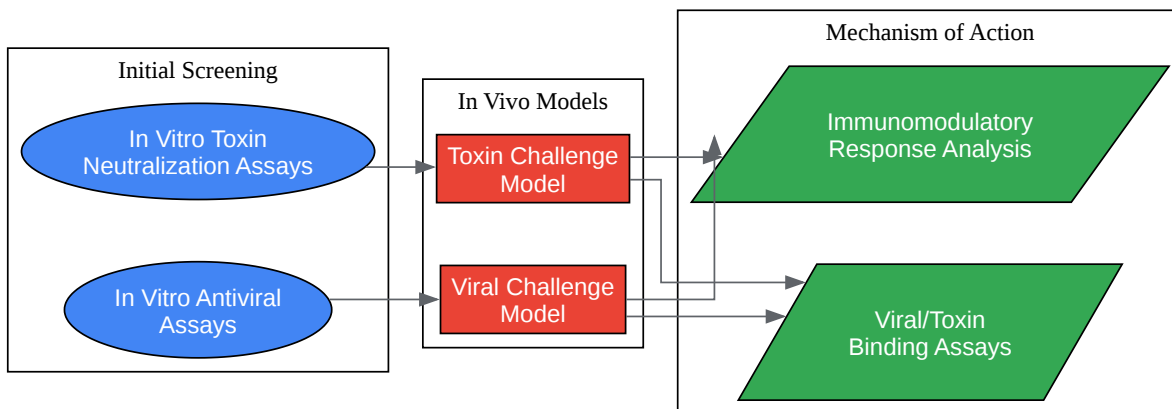 Initial Screening
In Vitro Toxin
Neutralization Assays
In Vitro Antiviral
Assays
In Vivo Models
Toxin Challenge
Model
Viral Challenge
Model
Mechanism of Action
Immunomodulatory
Response Analysis
Viral/Toxin
Binding Assays